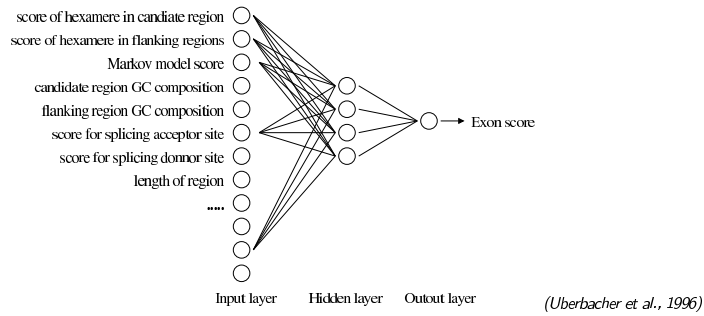 score of hexamere in candiate region
score of hexamere in flanking regions
Markov model score
candidate region GC composition
flanking region GC composition
score for splicing acceptor site
score for splicing donnor site
length of region
.....
Exon score
Input layer
Hidden layer
Outout layer
(Uberbacher et al., 1996)